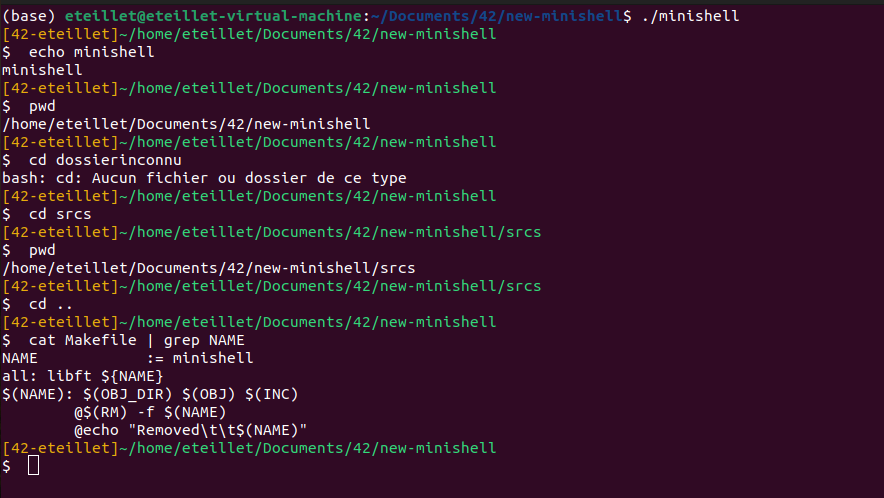 (base) eteillet@eteillet-virtual-machine:~/Documents/42/new-minishell$ ./minishell
[42-eteillet]~/home/eteillet/Documents/42/new-minishell
$  echo minishell
minishell
[42-eteillet]~/home/eteillet/Documents/42/new-minishell
$  pwd
/home/eteillet/Documents/42/new-minishell
[42-eteillet]~/home/eteillet/Documents/42/new-minishell
$  cd dossierinconnu
bash: cd: Aucun fichier ou dossier de ce type
[42-eteillet]~/home/eteillet/Documents/42/new-minishell
$  cd srcs
[42-eteillet]~/home/eteillet/Documents/42/new-minishell/srcs
$  pwd
/home/eteillet/Documents/42/new-minishell/srcs
[42-eteillet]~/home/eteillet/Documents/42/new-minishell/srcs
$  cd ..
[42-eteillet]~/home/eteillet/Documents/42/new-minishell
$  cat Makefile | grep NAME
NAME            := minishell
all: libft ${NAME}
$(NAME): $(OBJ_DIR) $(OBJ) $(INC)
        @$(RM) -f $(NAME)
        @echo "Removed\t\t$(NAME)"
[42-eteillet]~/home/eteillet/Documents/42/new-minishell
$